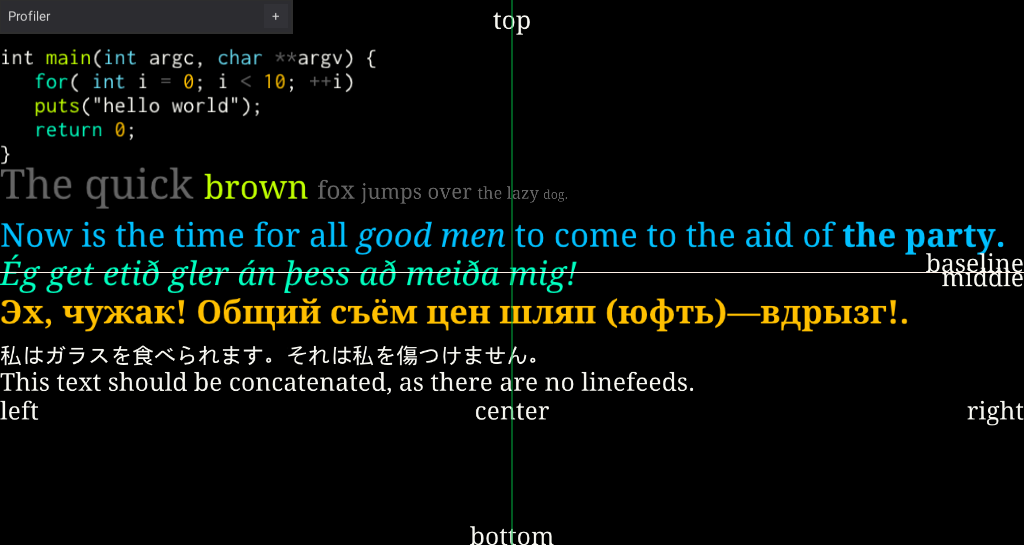 Profiler +
top
int main(int argc, char **argv) {
   for( int i = 0; i < 10; ++i)
   puts("hello world");
   return 0;
}
The quick brown fox jumps over the lazy dog.
Now is the time for all good men to come to the aid of the party.
baseline
Ég get etið gler án þess að meiða mig!
middle
Эх, чужак! Общий съём цен шляп (юфть)—вдрызг!.
私はガラスを食べられます。それは私を傷つけません。
This text should be concatenated, as there are no linefeeds.
left center right
bottom